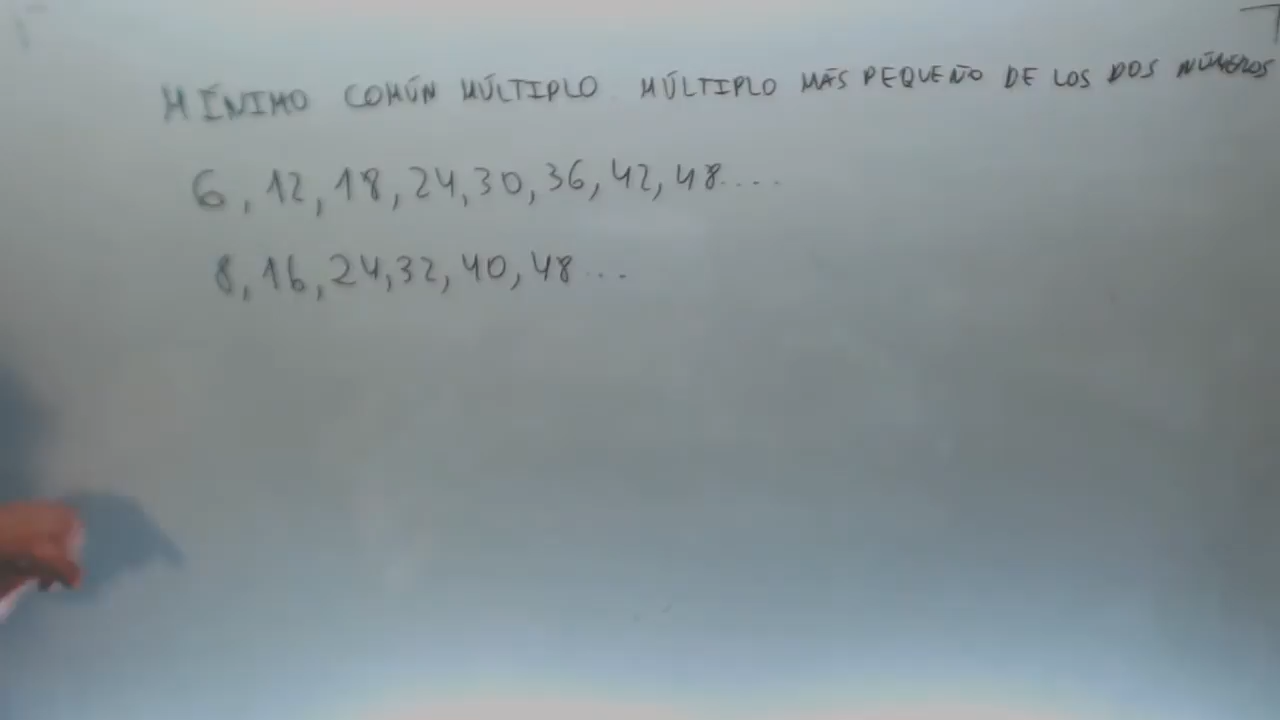 MÍNIMO COMÚN MÚLTIPLO MÚLTIPLO MÁS PEQUEÑO DE LOS DOS NÚMEROS
6, 12, 18, 24, 30, 36, 42, 48....
8, 16, 24, 32, 40, 48...